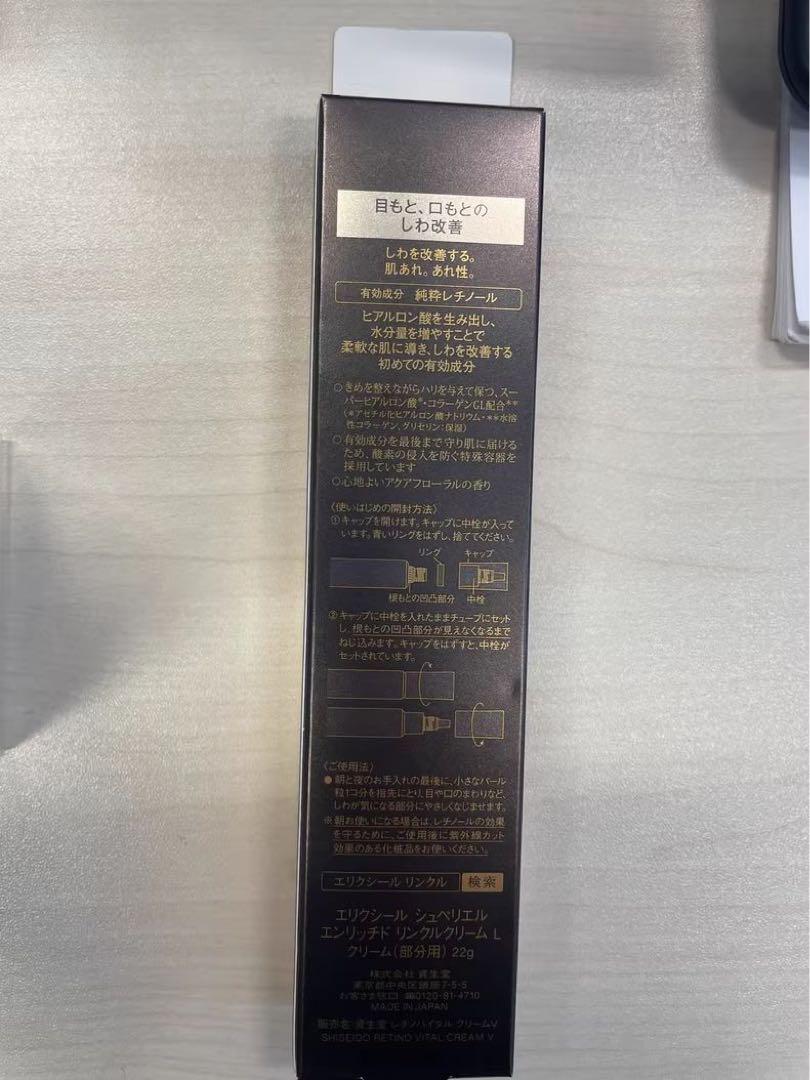 目もと、口もとの
しわ改善
しわを改善する。
肌あれ。あれ性。
有効成分 純粋レチノール
ヒアルロン酸を生み出し、
水分量を増やすことで
柔軟な肌に導き、しわを改善する
初めての有効成分
○きめを整えながらハリを与えて保つ、スー
パーヒアルロン酸*・コラーゲンGL配合**
(*アセチル化ヒアルロン酸ナトリウム・**水溶
性コラーゲン、グリセリン:保湿)
○有効成分を最後まで守り肌に届ける
ため、酸素の侵入を防ぐ特殊容器を
採用しています
○心地よいアクアフローラルの香り
〈使いはじめの開封方法〉
①キャップを開けます。キャップに中栓が入って
います。青いリングをはずし、捨ててください。
リング キャップ
根もとの凹凸部分 中栓
②キャップに中栓を入れたままチューブにセット
し、根もとの凹凸部分が見えなくなるまで
ねじ込みます。キャップをはずすと、中栓が
セットされています。
〈ご使用法〉
●朝と夜のお手入れの最後に、小さなパール
粒1コ分を指先にとり、目や口のまわりなど、
しわが気になる部分にやさしくなじませます。
※朝お使いになる場合は、レチノールの効果
を守るために、ご使用後に紫外線カット
効果のある化粧品をお使いください。
エリクシール リンクル 検索
エリクシール シュペリエル
エンリッチド リンクルクリーム L
クリーム(部分用) 22g
株式会社 資生堂
東京都中央区銀座7-5-5
お客さま窓口 0120-81-4710
MADE IN JAPAN
販売名:資生堂 レチノバイタル クリームV
SHISEIDO RETINO VITAL CREAM V